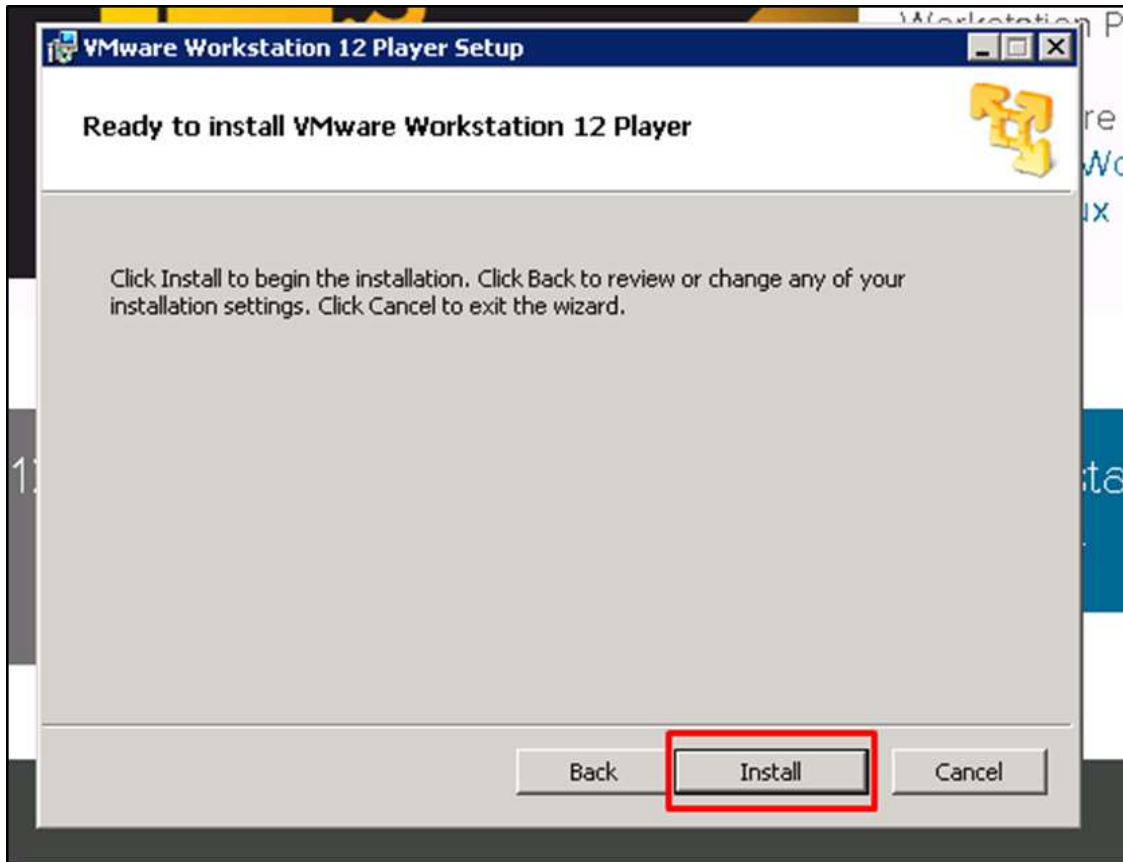 VMware Workstation 12 Player Setup
Ready to install VMware Workstation 12 Player
Click Install to begin the installation. Click Back to review or change any of your
installation settings. Click Cancel to exit the wizard.
Back
Install
Cancel